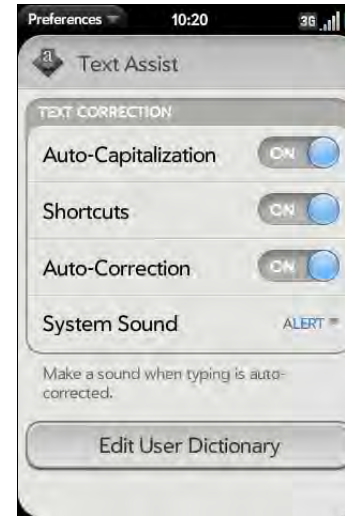 Preferences 10:20 3G
a Text Assist
TEXT CORRECTION
Auto-Capitalization ON
Shortcuts ON
Auto-Correction ON
System Sound ALERT
Make a sound when typing is auto-
corrected.
Edit User Dictionary